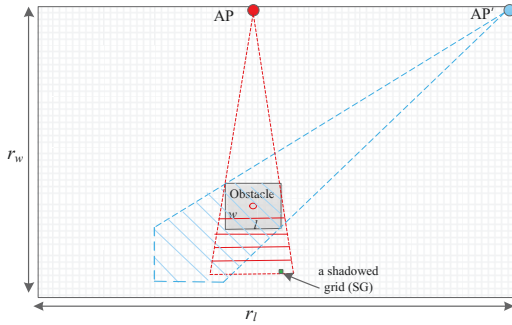 AP
AP'
r_w
Obstacle
w
l
a shadowed
grid (SG)
r_l